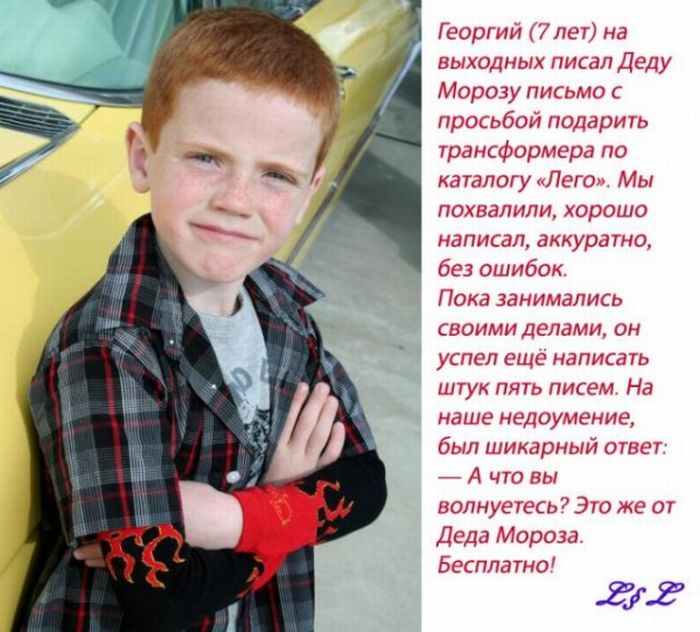 Георгий (7 лет) на
выходных писал Деду
Морозу письмо с
просьбой подарить
трансформера по
каталогу «Лего». Мы
похвалили, хорошо
написал, аккуратно,
без ошибок.
Пока занимались
своими делами, он
успел ещё написать
штук пять писем. На
наше недоумение,
был шикарный ответ:
— А что вы
волнуетесь? Это же от
Деда Мороза.
Бесплатно!
L§L